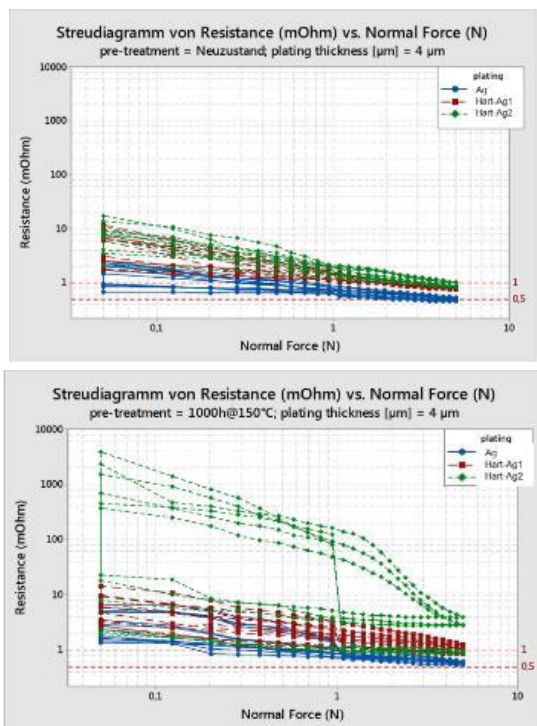 Streudiagramm von Resistance (mOhm) vs. Normal Force (N)
pre-treatment = Neuzustand; plating thickness [µm] = 4 µm
10000
1000
100
10
1
Resistance (mOhm)
plating
Ag
Hart-Ag1
Hart-Ag2
1
0,5
0,1
1
10
Normal Force (N)
Streudiagramm von Resistance (mOhm) vs. Normal Force (N)
pre-treatment = 1000h@150°C; plating thickness [µm] = 4 µm
10000
1000
100
10
1
Resistance (mOhm)
plating
Ag
Hart-Ag1
Hart-Ag2
1
0,5
0,1
1
10
Normal Force (N)